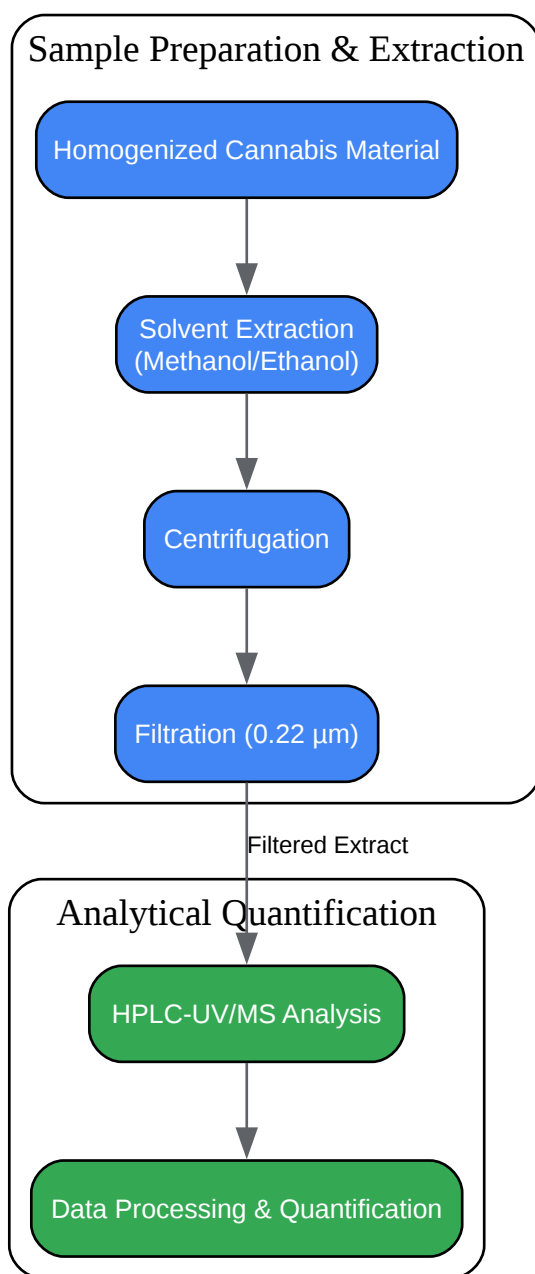 Sample Preparation & Extraction
Homogenized Cannabis Material
Solvent Extraction
(Methanol/Ethanol)
Centrifugation
Filtration (0.22 µm)
Filtered Extract
Analytical Quantification
HPLC-UV/MS Analysis
Data Processing & Quantification